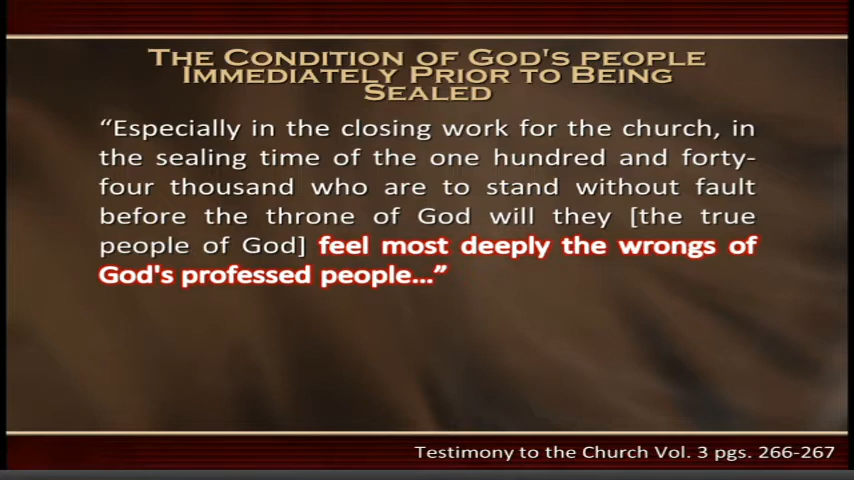 The Condition of God's people
Immediately Prior to Being
Sealed
“Especially in the closing work for the church, in
the sealing time of the one hundred and forty-
four thousand who are to stand without fault
before the throne of God will they [the true
people of God] feel most deeply the wrongs of
God's professed people...”
Testimony to the Church Vol. 3 pgs. 266-267